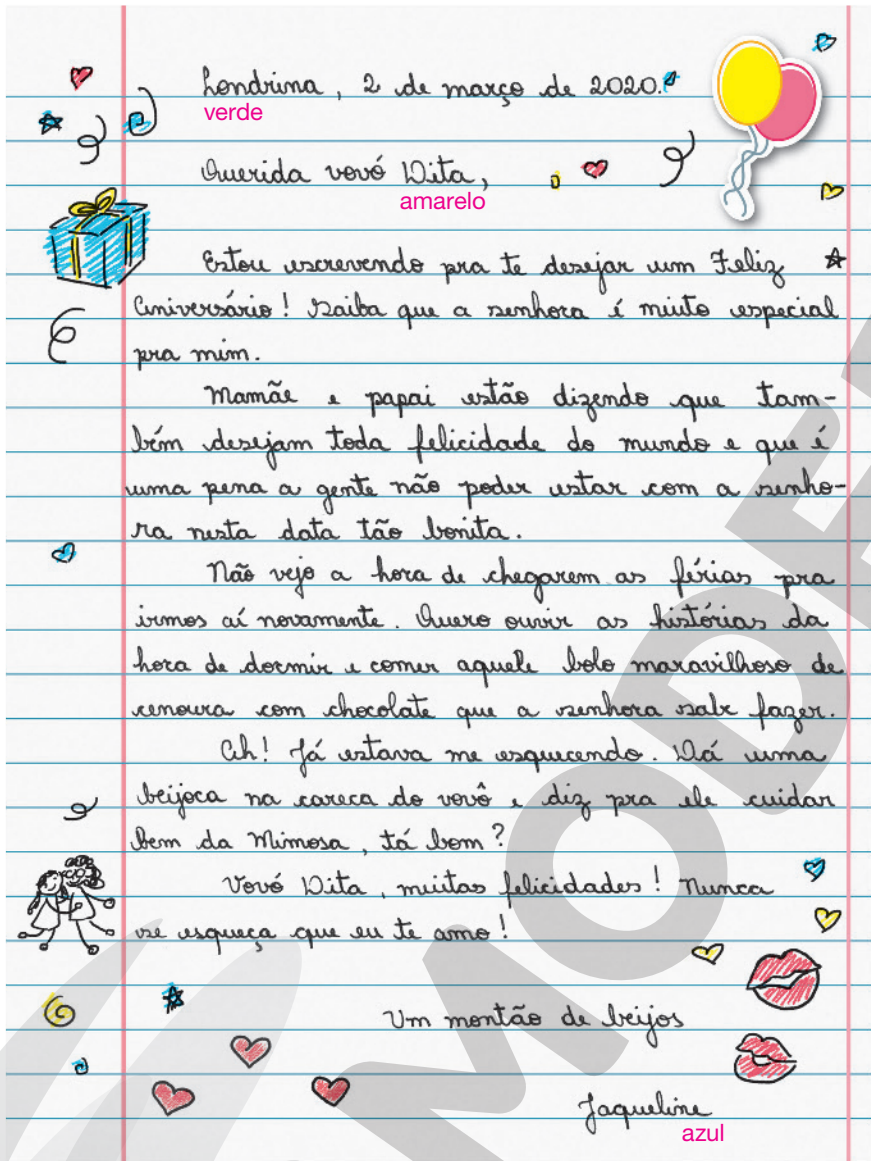 Londrina, 2 de março de 2020.
verde
Querida vovó Dita,
amarelo
Estou escrevendo pra te desejar um Feliz
Aniversário! Saiba que a senhora é muito especial
pra mim.
Mamãe e papai estão dizendo que tam-
bém desejam toda felicidade do mundo e que é
uma pena a gente não poder estar com a senho-
ra nesta data tão bonita.
Não vejo a hora de chegarem as férias pra
irmos aí novamente. Quero ouvir as histórias da
hora de dormir e comer aquele bolo maravilhoso de
cenoura com chocolate que a senhora sabe fazer.
Ah! Já estava me esquecendo. Dá uma
beijoca na careca do vovô e diz pra ele cuidar
bem da Mimosa, tá bom?
Vovó Dita, muitas felicidades! Nunca
se esqueça que eu te amo!
Um montão de beijos
Jaqueline
azul